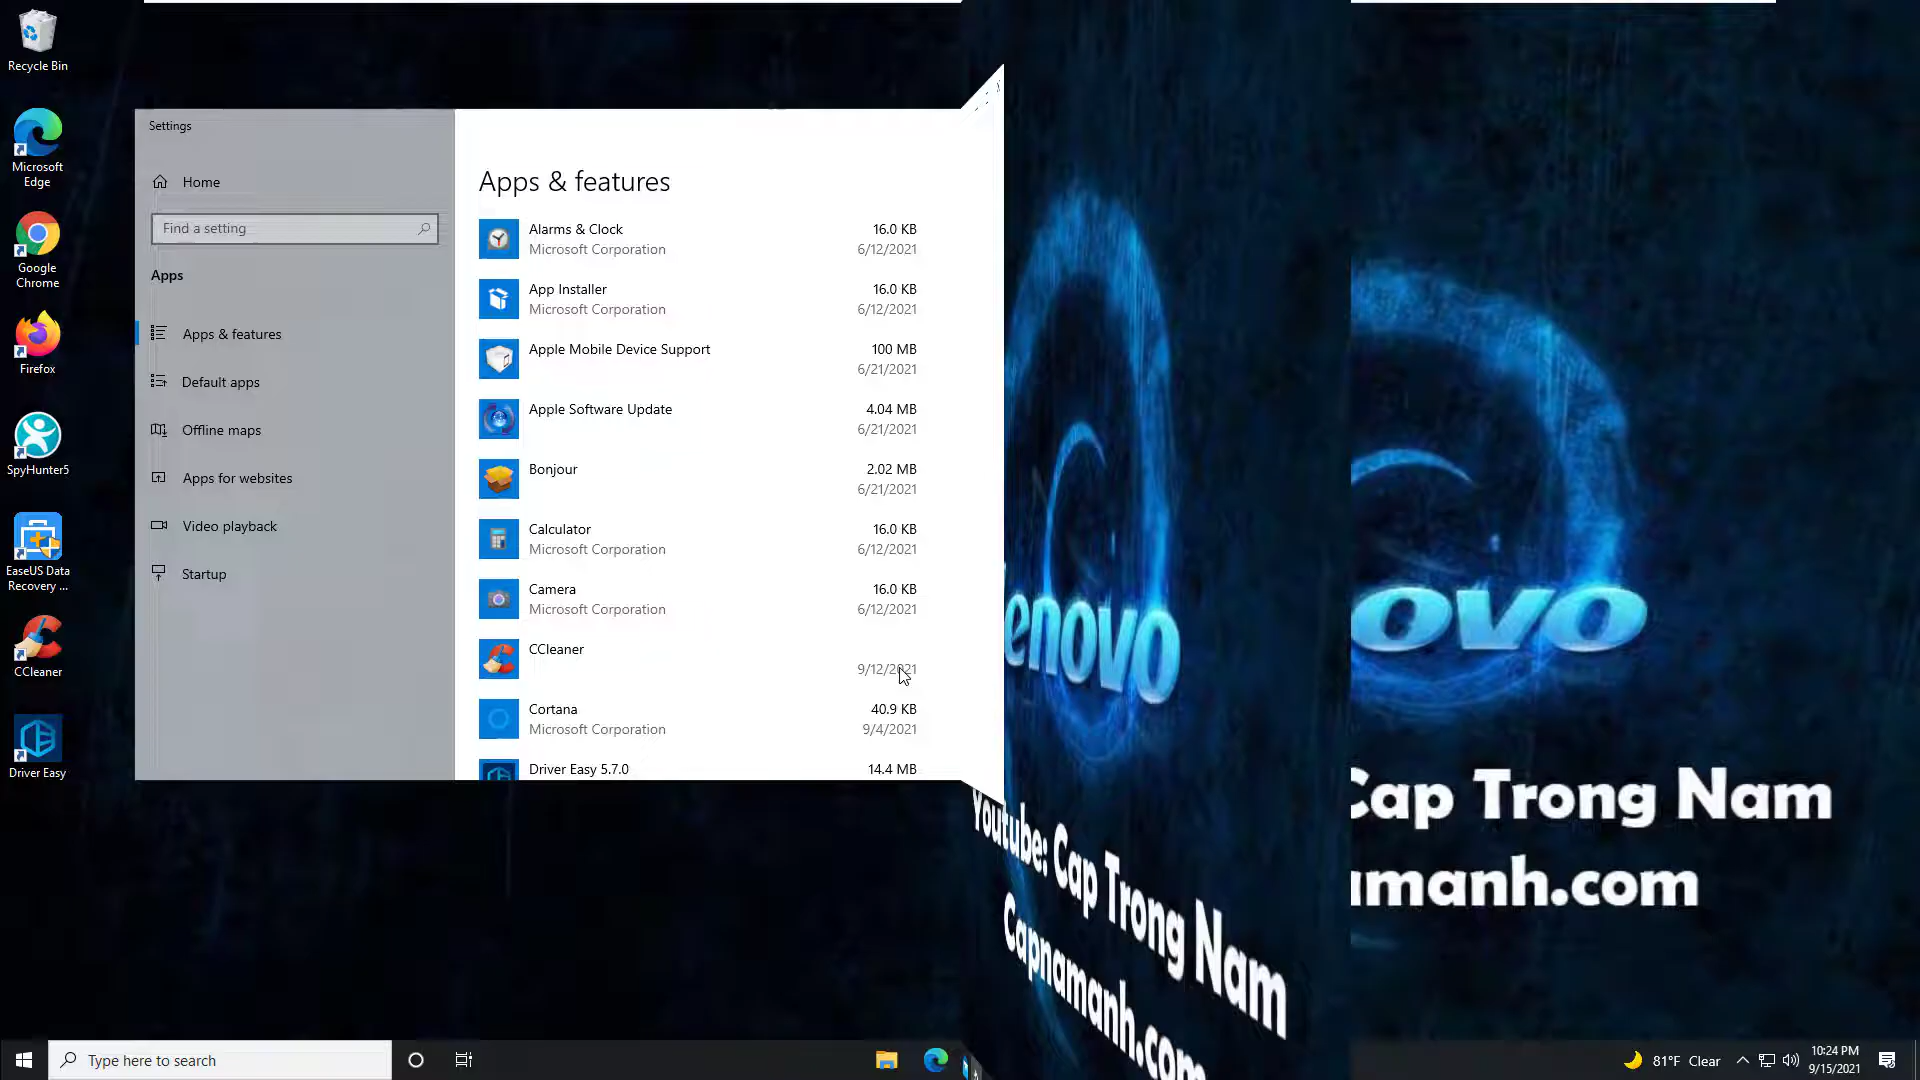 Recycle Bin
Microsoft
Edge
Google
Chrome
Firefox
SpyHunter5
EaseUS Data
Recovery ...
CCleaner
Driver Easy
Settings
Home
Find a setting
Apps
Apps & features
Default apps
Offline maps
Apps for websites
Video playback
Startup
Apps & features
Alarms & Clock 16.0 KB
Microsoft Corporation 6/12/2021
App Installer 16.0 KB
Microsoft Corporation 6/12/2021
Apple Mobile Device Support 100 MB
6/21/2021
Apple Software Update 4.04 MB
6/21/2021
Bonjour 2.02 MB
6/21/2021
Calculator 16.0 KB
Microsoft Corporation 6/12/2021
Camera 16.0 KB
Microsoft Corporation 6/12/2021
CCleaner
9/12/2021
Cortana 40.9 KB
Microsoft Corporation 9/4/2021
Driver Easy 5.7.0 14.4 MB
enovo
Youtube: Cap Trong Nam
Capnamanh.com
ovo
Cap Trong Nam
amanh.com
Type here to search
81°F Clear
10:24 PM
9/15/2021